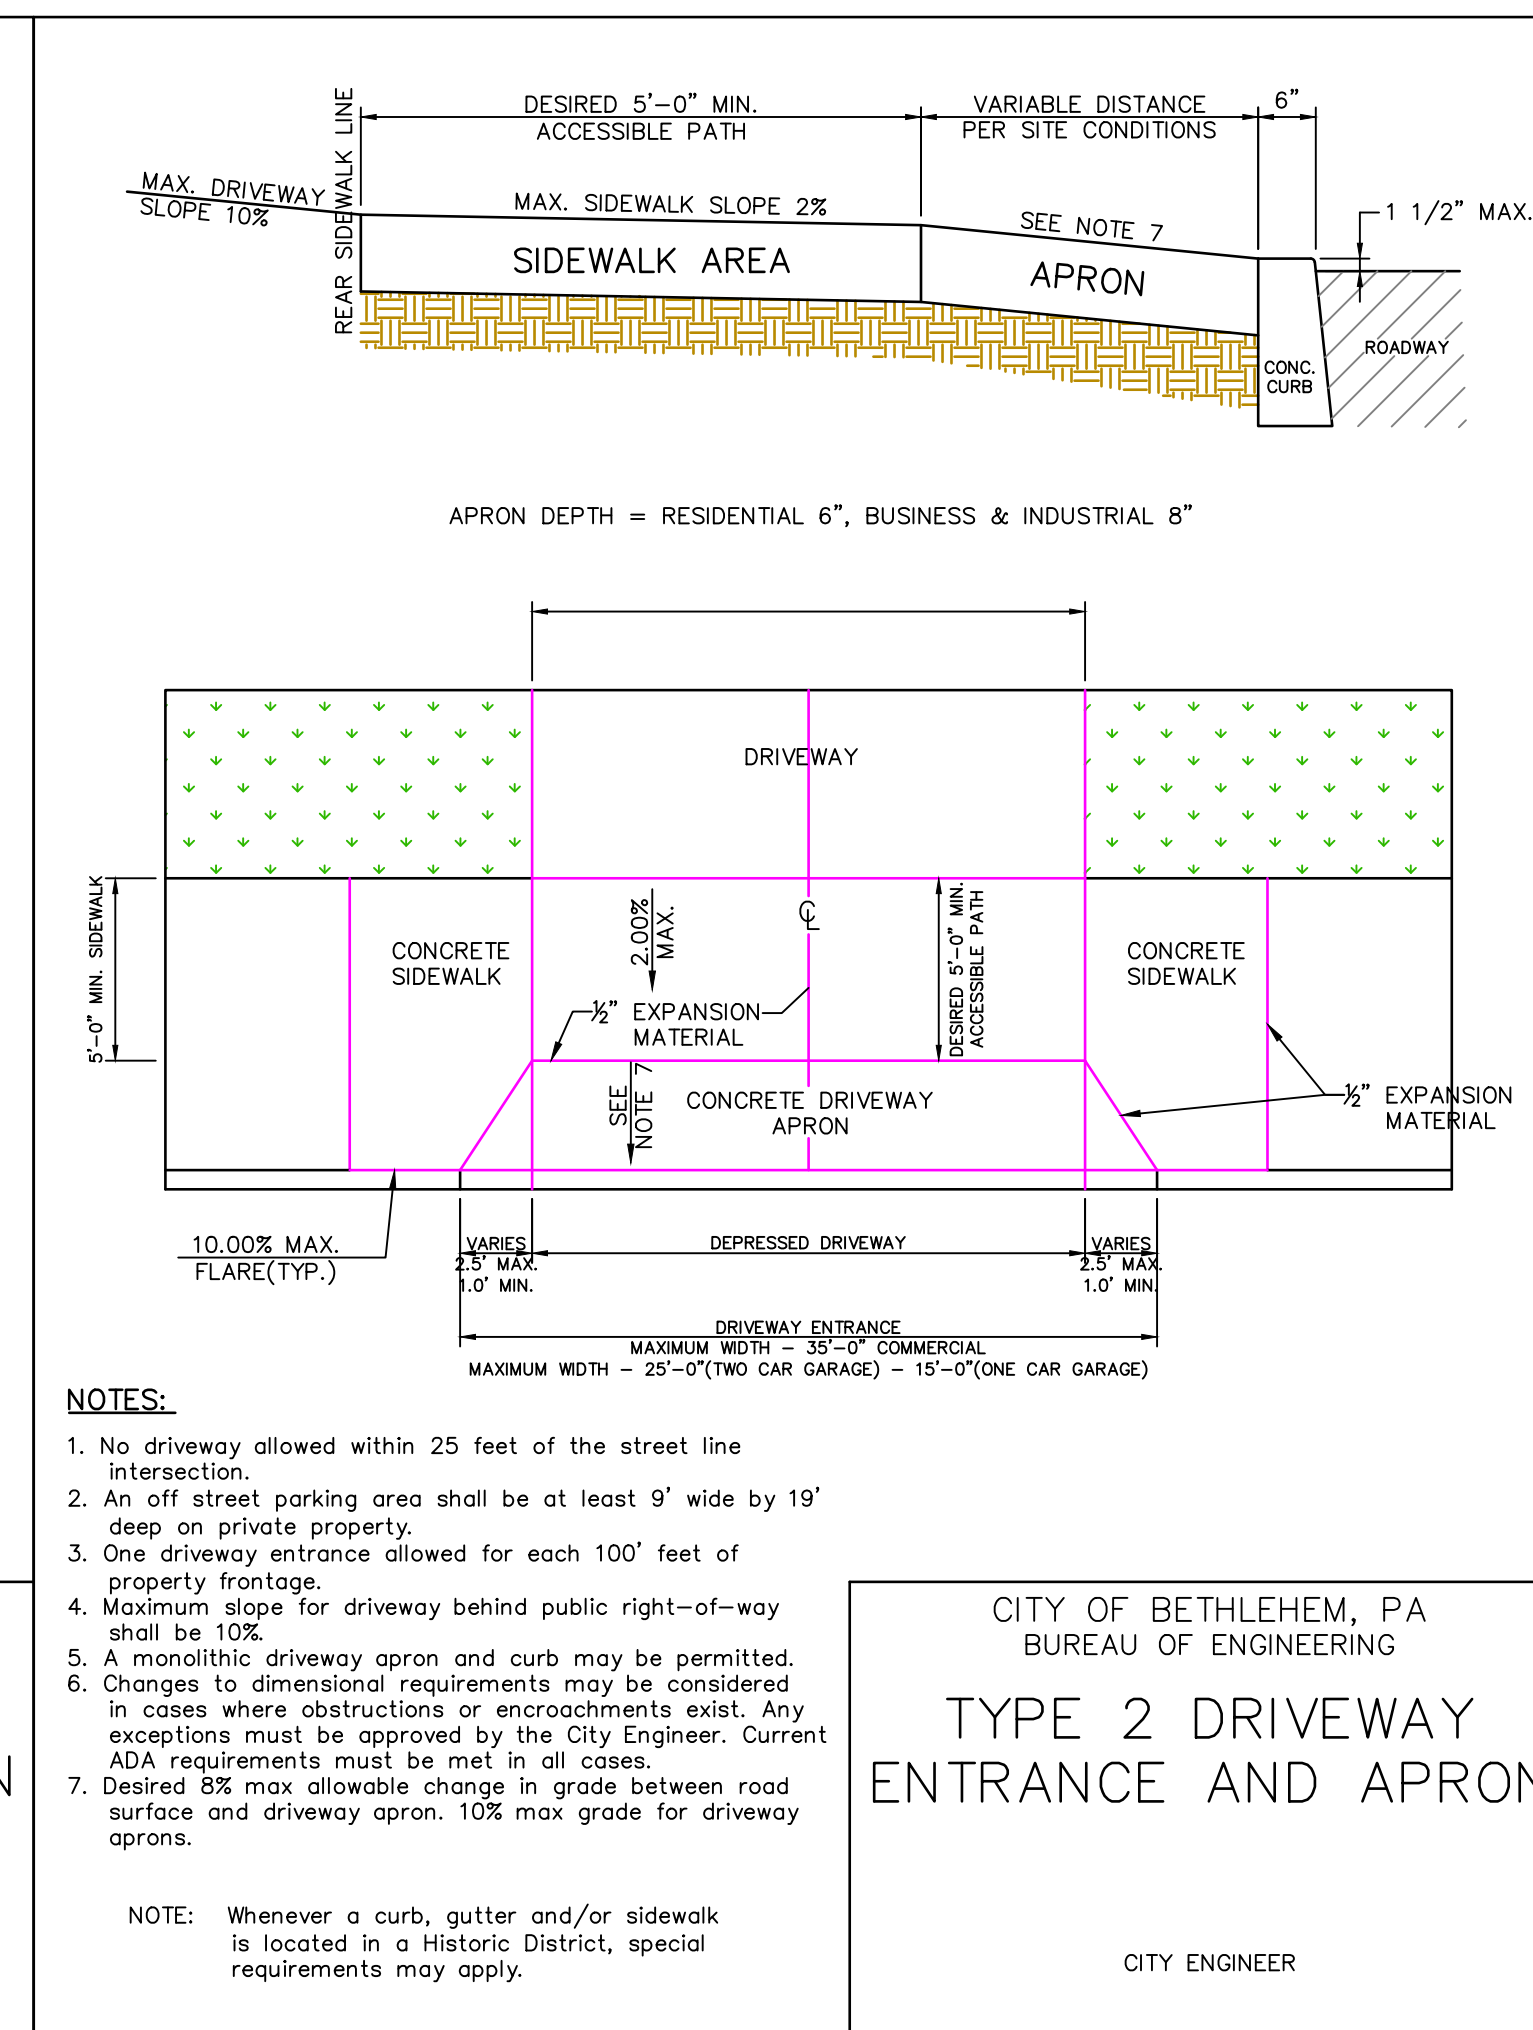 REAR SIDEWALK LINE
DESIRED 5'-0" MIN.
ACCESSIBLE PATH
VARIABLE DISTANCE
PER SITE CONDITIONS
6"
MAX. DRIVEWAY
SLOPE 10%
MAX. SIDEWALK SLOPE 2%
SEE NOTE 7
1 1/2" MAX.
SIDEWALK AREA
APRON
ROADWAY
CONC.
CURB
APRON DEPTH = RESIDENTIAL 6", BUSINESS & INDUSTRIAL 8"
DRIVEWAY
5'-0" MIN. SIDEWALK
CONCRETE
SIDEWALK
2.00%
MAX.
CL
DESIRED 5'-0" MIN.
ACCESSIBLE PATH
CONCRETE
SIDEWALK
½" EXPANSION
MATERIAL
SEE
NOTE 7
CONCRETE DRIVEWAY
APRON
½" EXPANSION
MATERIAL
10.00% MAX.
FLARE(TYP.)
VARIES
2.5' MAX.
1.0' MIN.
DEPRESSED DRIVEWAY
VARIES
2.5' MAX.
1.0' MIN.
DRIVEWAY ENTRANCE
MAXIMUM WIDTH - 35'-0" COMMERCIAL
MAXIMUM WIDTH - 25'-0"(TWO CAR GARAGE) - 15'-0"(ONE CAR GARAGE)
NOTES:
1. No driveway allowed within 25 feet of the street line
intersection.
2. An off street parking area shall be at least 9' wide by 19'
deep on private property.
3. One driveway entrance allowed for each 100' feet of
property frontage.
4. Maximum slope for driveway behind public right-of-way
shall be 10%.
5. A monolithic driveway apron and curb may be permitted.
6. Changes to dimensional requirements may be considered
in cases where obstructions or encroachments exist. Any
exceptions must be approved by the City Engineer. Current
ADA requirements must be met in all cases.
7. Desired 8% max allowable change in grade between road
surface and driveway apron. 10% max grade for driveway
aprons.
NOTE: Whenever a curb, gutter and/or sidewalk
is located in a Historic District, special
requirements may apply.
N
CITY OF BETHLEHEM, PA
BUREAU OF ENGINEERING
TYPE 2 DRIVEWAY
ENTRANCE AND APRON
CITY ENGINEER